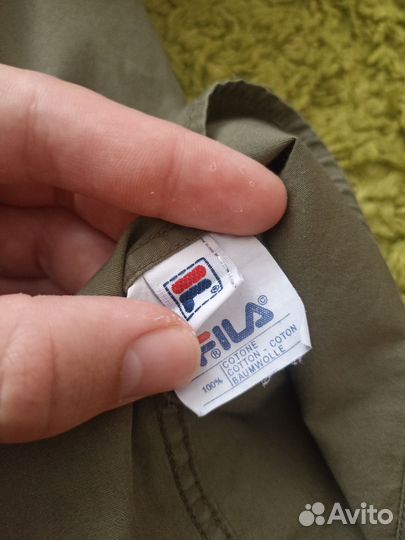 FILA ®©
100% COTONE
COTTON - COTON
BAUMWOLLE
Avito